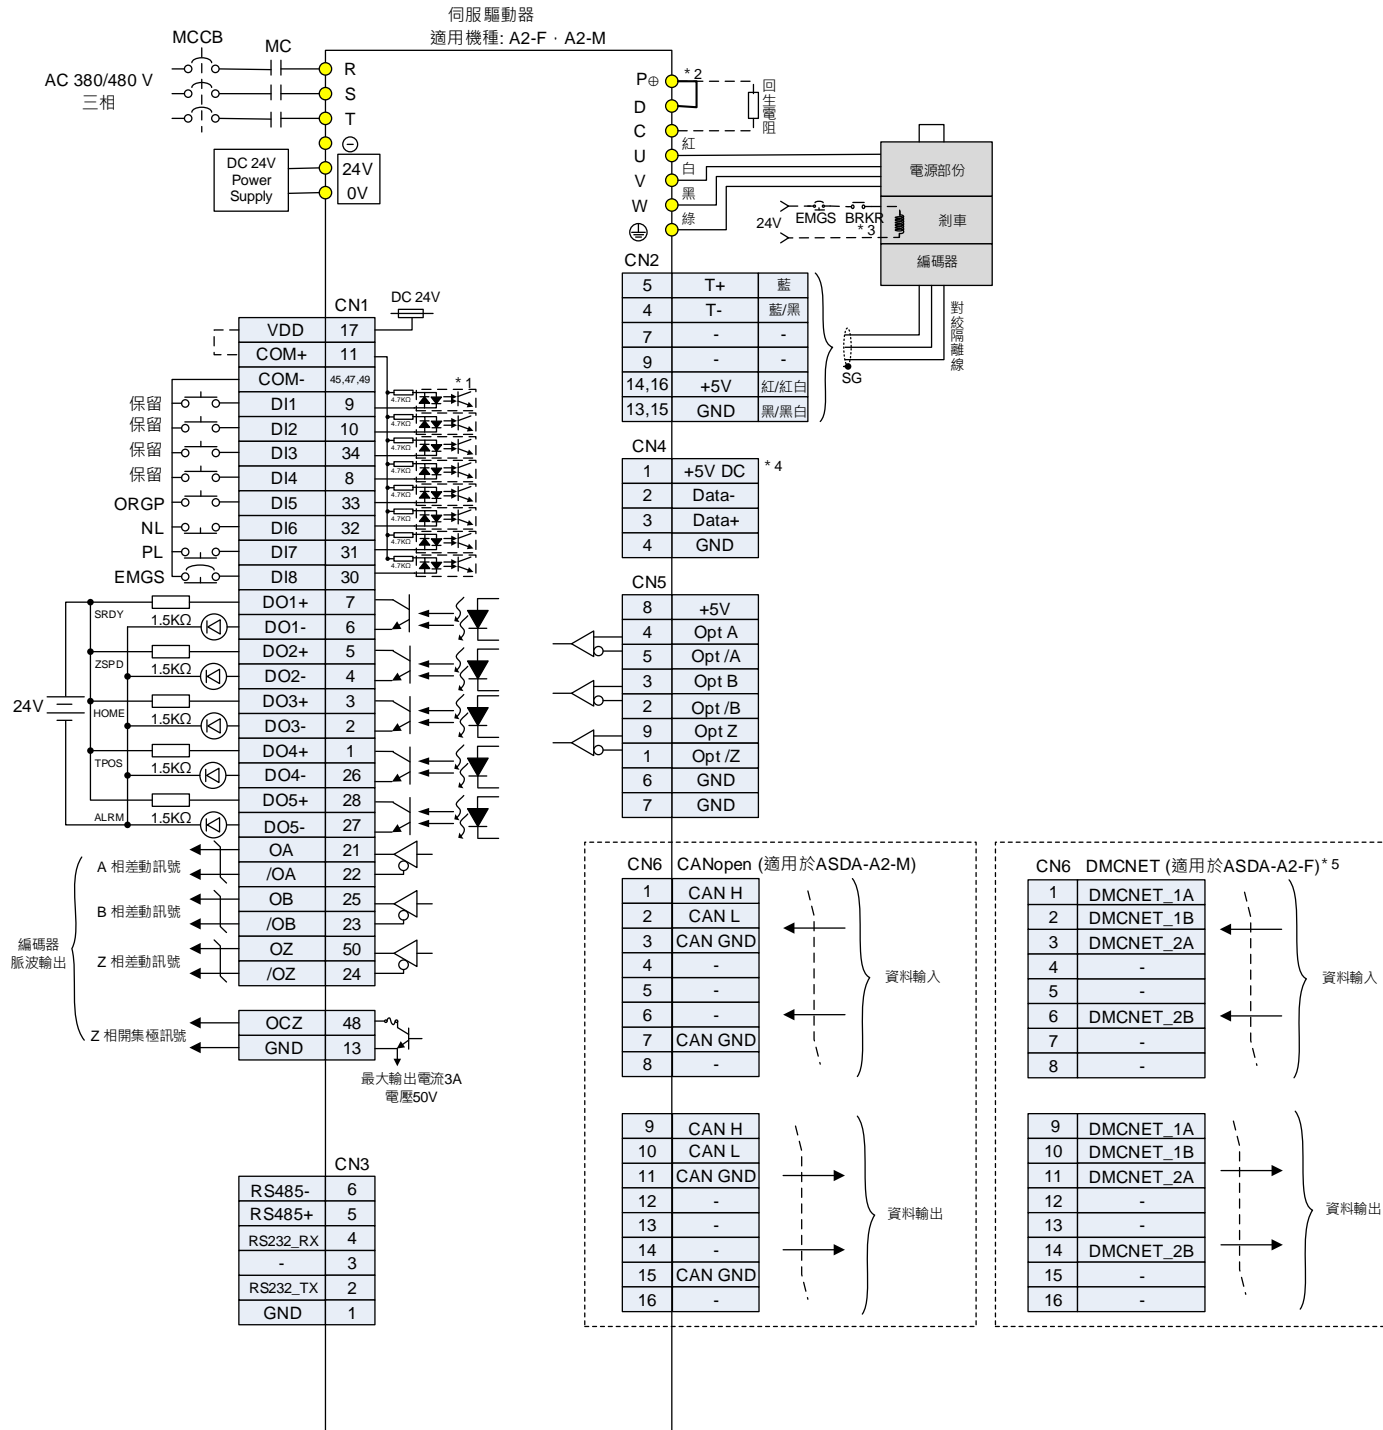 伺服驅動器
適用機種: A2-F , A2-M
MCCB
MC
AC 380/480 V
三相
R
S
T
⊖
DC 24V
Power
Supply
24V
0V
P⊕
* 2
D
C
回生電阻
U
紅
V
白
W
黑
綠
電源部份
剎車
編碼器
24V
EMGS
BRKR
* 3
對絞隔離線
SG
CN1
DC 24V
VDD 17
COM+ 11
COM- 45,47,49
* 1
保留 DI1 9 4.7KΩ
保留 DI2 10 4.7KΩ
保留 DI3 34 4.7KΩ
保留 DI4 8 4.7KΩ
ORGP DI5 33 4.7KΩ
NL DI6 32 4.7KΩ
PL DI7 31 4.7KΩ
EMGS DI8 30 4.7KΩ
24V
DO1+ 7
SRDY 1.5KΩ DO1- 6
DO2+ 5
ZSPD 1.5KΩ DO2- 4
DO3+ 3
HOME 1.5KΩ DO3- 2
DO4+ 1
TPOS 1.5KΩ DO4- 26
DO5+ 28
ALRM 1.5KΩ DO5- 27
編碼器
脈波輸出
A 相差動訊號
OA 21
/OA 22
B 相差動訊號
OB 25
/OB 23
Z 相差動訊號
OZ 50
/OZ 24
Z 相開集極訊號
OCZ 48
GND 13
最大輸出電流3A
電壓50V
CN3
RS485- 6
RS485+ 5
RS232_RX 4
- 3
RS232_TX 2
GND 1
CN2
5 T+ 藍
4 T- 藍/黑
7 - -
9 - -
14,16 +5V 紅/紅白
13,15 GND 黑/黑白
CN4
1 +5V DC * 4
2 Data-
3 Data+
4 GND
CN5
8 +5V
4 Opt A
5 Opt /A
3 Opt B
2 Opt /B
9 Opt Z
1 Opt /Z
6 GND
7 GND
CN6 CANopen (適用於ASDA-A2-M)
1 CAN H
2 CAN L
3 CAN GND
4 -
5 -
6 -
7 CAN GND
8 -
資料輸入
9 CAN H
10 CAN L
11 CAN GND
12 -
13 -
14 -
15 CAN GND
16 -
資料輸出
CN6 DMCNET (適用於ASDA-A2-F)* 5
1 DMCNET_1A
2 DMCNET_1B
3 DMCNET_2A
4 -
5 -
6 DMCNET_2B
7 -
8 -
資料輸入
9 DMCNET_1A
10 DMCNET_1B
11 DMCNET_2A
12 -
13 -
14 DMCNET_2B
15 -
16 -
資料輸出